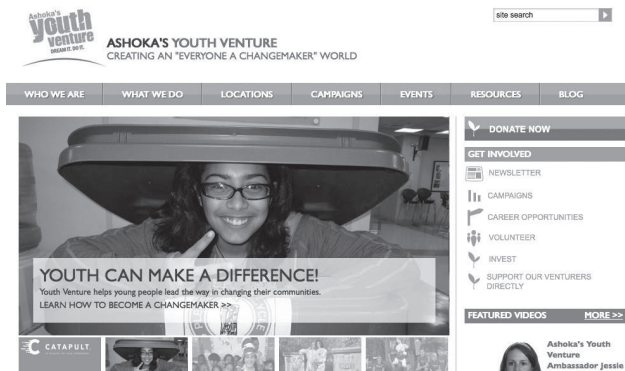 Ashoka's
youth
venture
DREAM IT. DO IT.
ASHOKA'S YOUTH VENTURE
CREATING AN "EVERYONE A CHANGEMAKER" WORLD
site search
WHO WE ARE
WHAT WE DO
LOCATIONS
CAMPAIGNS
EVENTS
RESOURCES
BLOG
YOUTH CAN MAKE A DIFFERENCE!
Youth Venture helps young people lead the way in changing their communities.
LEARN HOW TO BECOME A CHANGEMAKER >>
CATAPULT
DONATE NOW
GET INVOLVED
NEWSLETTER
CAMPAIGNS
CAREER OPPORTUNITIES
VOLUNTEER
INVEST
SUPPORT OUR VENTURERS
DIRECTLY
FEATURED VIDEOS MORE >>
Ashoka's Youth
Venture
Ambassador Jessie